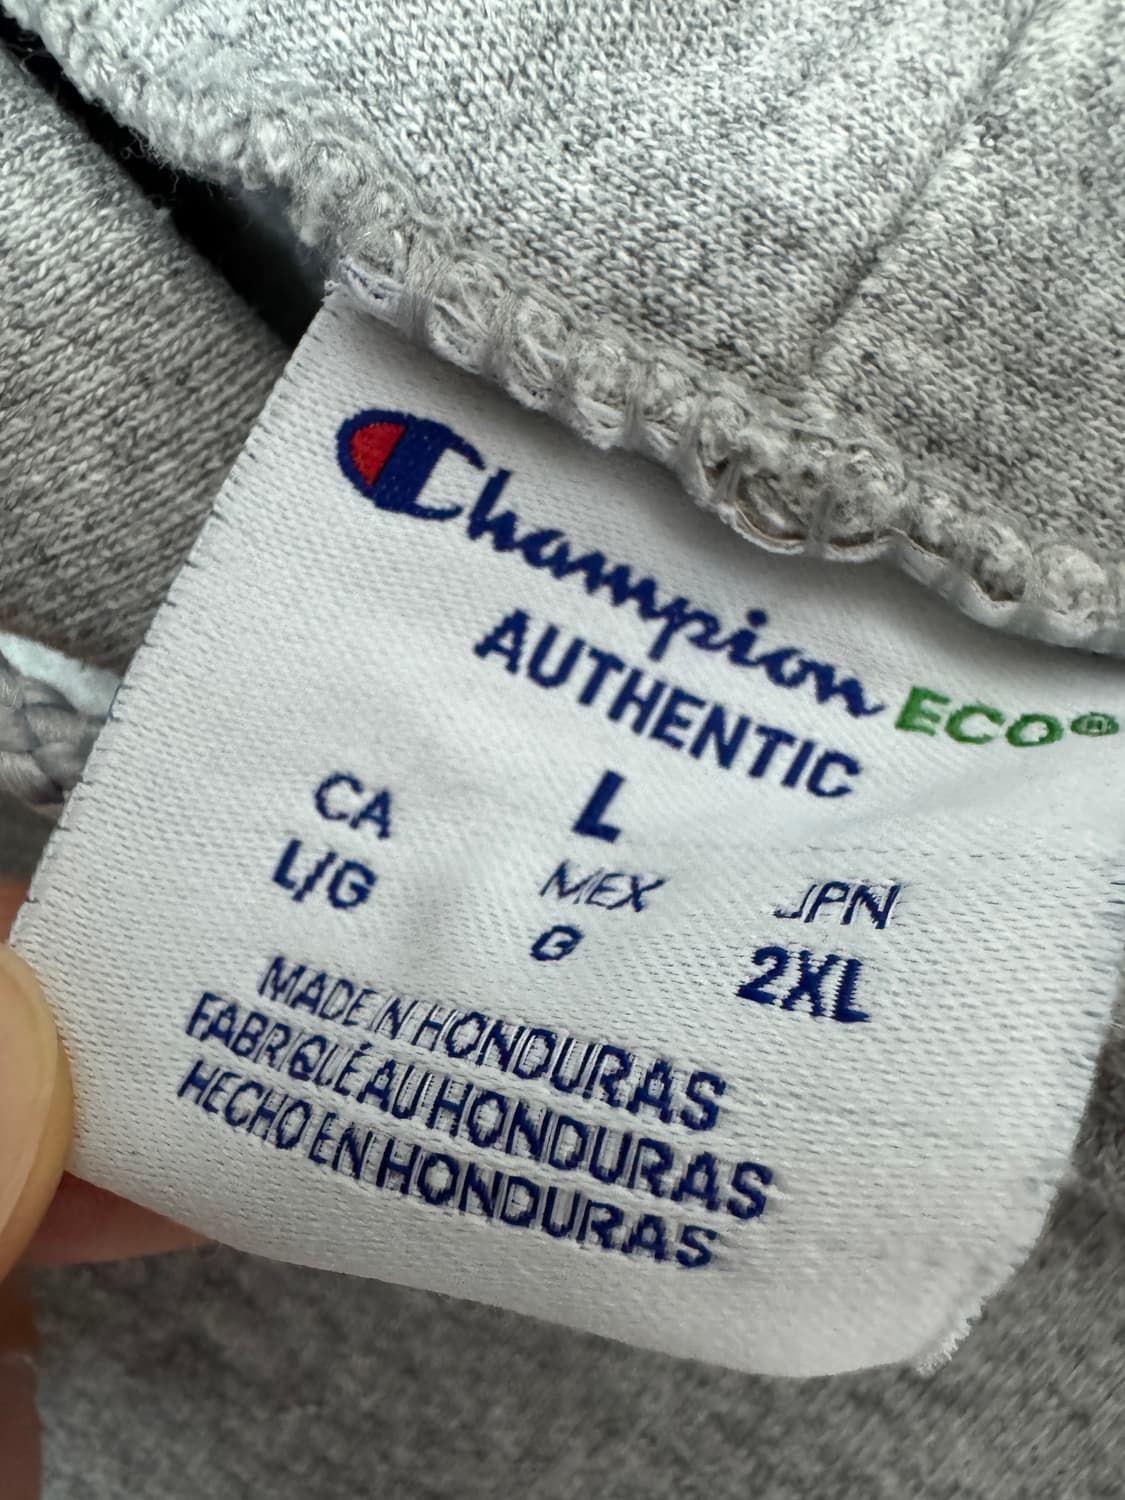 Champion ECO®
AUTHENTIC
L
CA MEX JPN
L/G G 2XL
MADE IN HONDURAS
FABRIQUÉ AU HONDURAS
HECHO EN HONDURAS